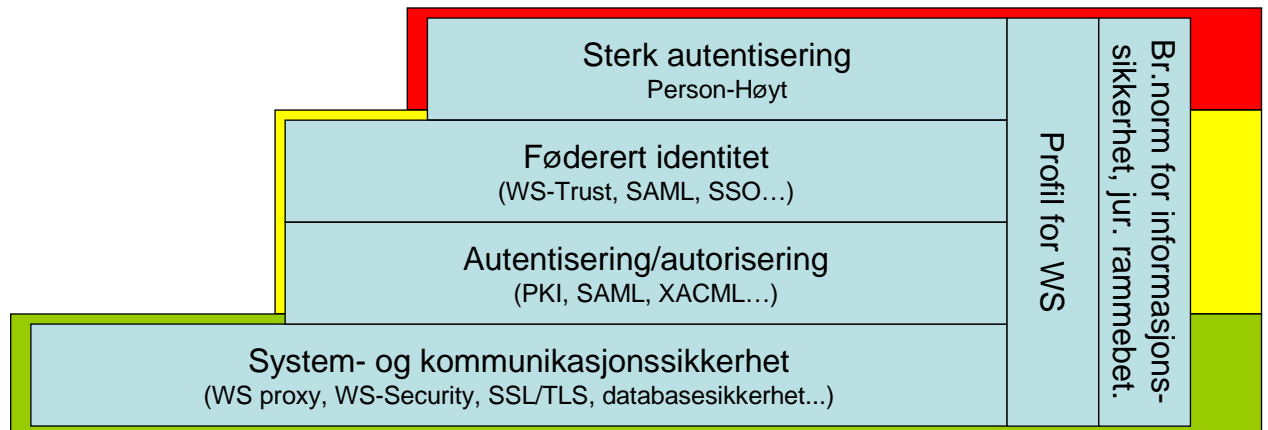 Sterk autentisering
Person-Høyt
Føderert identitet
(WS-Trust, SAML, SSO…)
Autentisering/autorisering
(PKI, SAML, XACML…)
System- og kommunikasjonssikkerhet
(WS proxy, WS-Security, SSL/TLS, databasesikkerhet...)
Profil for WS
Br.norm for informasjons-
sikkerhet, jur. rammebet.